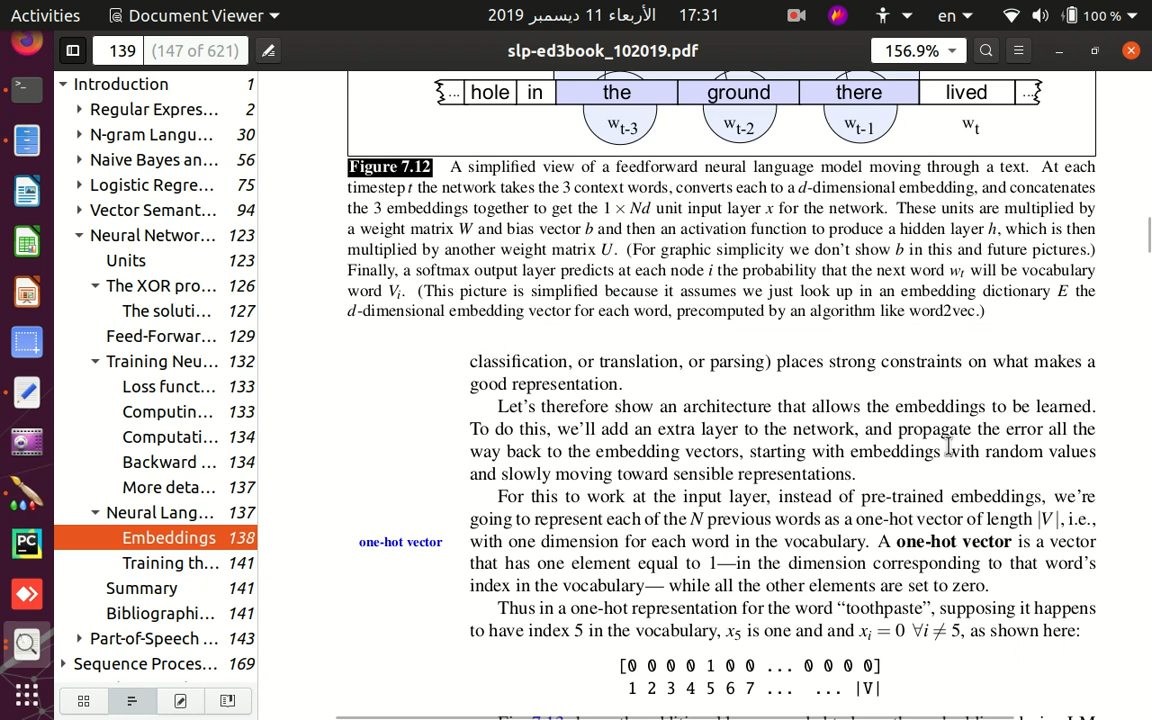 Activities
Document Viewer
الأربعاء 11 ديسمبر 2019 17:31
en
100 %
139
(147 of 621)
slp-ed3book_102019.pdf
156.9%
Introduction 1
Regular Expres... 2
N-gram Langu... 30
Naive Bayes an... 56
Logistic Regre... 75
Vector Semant... 94
Neural Networ... 123
Units 123
The XOR pro... 126
The soluti... 127
Feed-Forwar... 129
Training Neu... 132
Loss funct... 133
Computin... 133
Computati... 134
Backward ... 134
More deta... 137
Neural Lang... 137
Embeddings 138
Training th... 141
Summary 141
Bibliographi... 141
Part-of-Speech ... 143
Sequence Proces... 169
... hole in the ground there lived ...
wt-3 wt-2 wt-1 wt
Figure 7.12 A simplified view of a feedforward neural language model moving through a text. At each
timestep t the network takes the 3 context words, converts each to a d-dimensional embedding, and concatenates
the 3 embeddings together to get the 1 × Nd unit input layer x for the network. These units are multiplied by
a weight matrix W and bias vector b and then an activation function to produce a hidden layer h, which is then
multiplied by another weight matrix U. (For graphic simplicity we don't show b in this and future pictures.)
Finally, a softmax output layer predicts at each node i the probability that the next word wt will be vocabulary
word Vi. (This picture is simplified because it assumes we just look up in an embedding dictionary E the
d-dimensional embedding vector for each word, precomputed by an algorithm like word2vec.)
classification, or translation, or parsing) places strong constraints on what makes a
good representation.
Let's therefore show an architecture that allows the embeddings to be learned.
To do this, we'll add an extra layer to the network, and propagate the error all the
way back to the embedding vectors, starting with embeddings with random values
and slowly moving toward sensible representations.
For this to work at the input layer, instead of pre-trained embeddings, we're
going to represent each of the N previous words as a one-hot vector of length |V|, i.e.,
one-hot vector
with one dimension for each word in the vocabulary. A one-hot vector is a vector
that has one element equal to 1—in the dimension corresponding to that word's
index in the vocabulary— while all the other elements are set to zero.
Thus in a one-hot representation for the word “toothpaste”, supposing it happens
to have index 5 in the vocabulary, x5 is one and and xi = 0 ∀i ≠ 5, as shown here:
[0 0 0 0 1 0 0 ... 0 0 0 0]
1 2 3 4 5 6 7 ... ... |V|